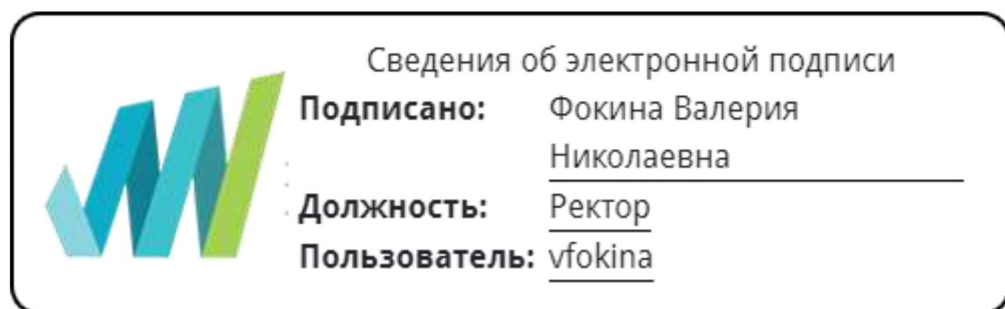 Сведения об электронной подписи
Подписано: Фокина Валерия
Николаевна
Должность: Ректор
Пользователь: vfokina